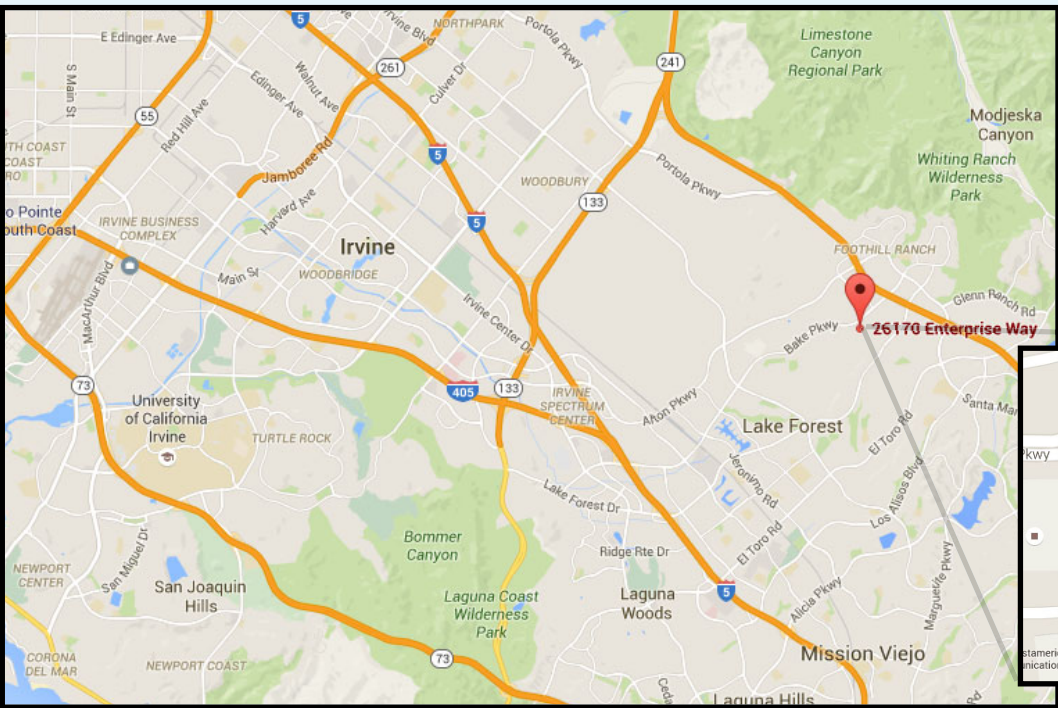 5
E Edinger Ave
Irvine Blvd
NORTHPARK
Portola Pkwy
Limestone
Canyon
Regional Park
261
241
S Main St
Walnut Ave
Edinger Ave
Culver Dr
55
Red Hill Ave
Modjeska
Canyon
5
Jamboree Rd
Portola Pkwy
Whiting Ranch
Wilderness
Park
WOODBURY
133
Harvard Ave
5
IRVINE BUSINESS
COMPLEX
Irvine
WOODBRIDGE
Main St
MacArthur Blvd
FOOTHILL RANCH
Glenn Ranch Rd
Irvine Center Dr
Bake Pkwy
26170 Enterprise Way
73
405
133
University
of California
Irvine
TURTLE ROCK
IRVINE
SPECTRUM
CENTER
Alton Pkwy
Lake Forest
El Toro Rd
Santa Mar
Pkwy
Jeronimo Rd
Los Alisos Blvd
Lake Forest Dr
El Toro Rd
Bommer
Canyon
Ridge Rte Dr
San Miguel Dr
NEWPORT
CENTER
San Joaquin
Hills
Laguna Coast
Wilderness
Park
Laguna
Woods
5
Alicia Pkwy
Marguerite Pkwy
CORONA
DEL MAR
NEWPORT COAST
73
Mission Viejo
Laguna Hills